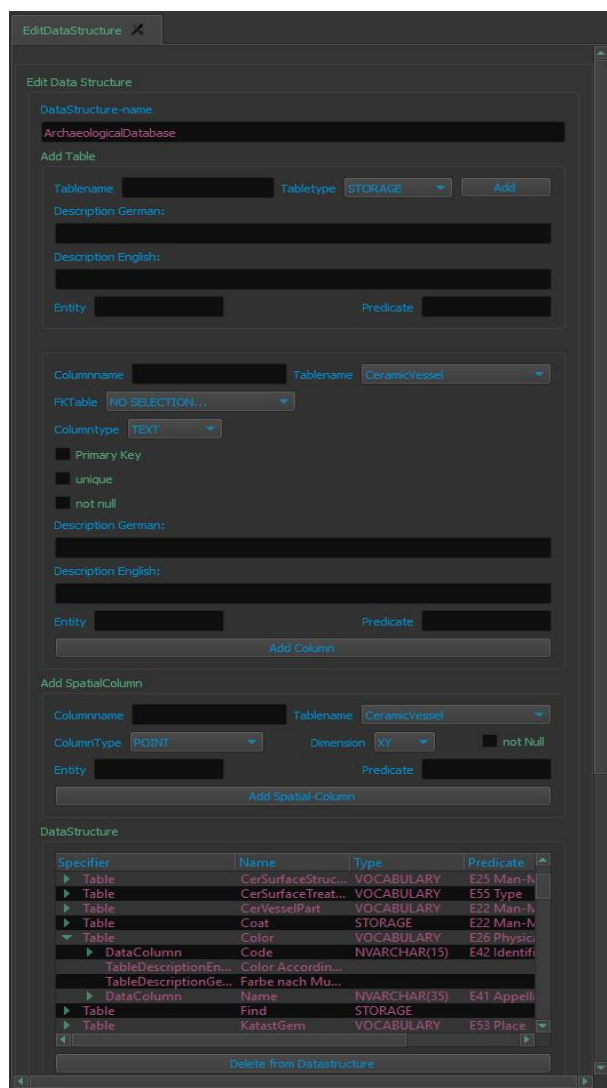 EditDataStructure
Edit Data Structure
DataStructure-name
ArchaeologicalDatabase
Add Table
Tablename Tabletype STORAGE Add
Description German:
Description English:
Entity Predicate
Columnname Tablename CeramicVessel
FKTable NO SELECTION...
Columntype TEXT
Primary Key
unique
not null
Description German:
Description English:
Entity Predicate
Add Column
Add SpatialColumn
Columnname Tablename CeramicVessel
ColumnType POINT Dimension XY not Null
Entity Predicate
Add Spatial-Column
DataStructure
Specifier Name Type Predicate
Table CerSurfaceStruc... VOCABULARY E25 Man-M
Table CerSurfaceTreat... VOCABULARY E55 Type
Table CerVesselPart VOCABULARY E22 Man-M
Table Coat STORAGE E22 Man-M
Table Color VOCABULARY E26 Physic
DataColumn Code NVARCHAR(15) E42 Identifi
TableDescriptionEn... Color Accordin...
TableDescriptionGe... Farbe nach Mu...
DataColumn Name NVARCHAR(35) E41 Appell
Table Find STORAGE
Table KatastGem VOCABULARY E53 Place
Delete from Datastructure